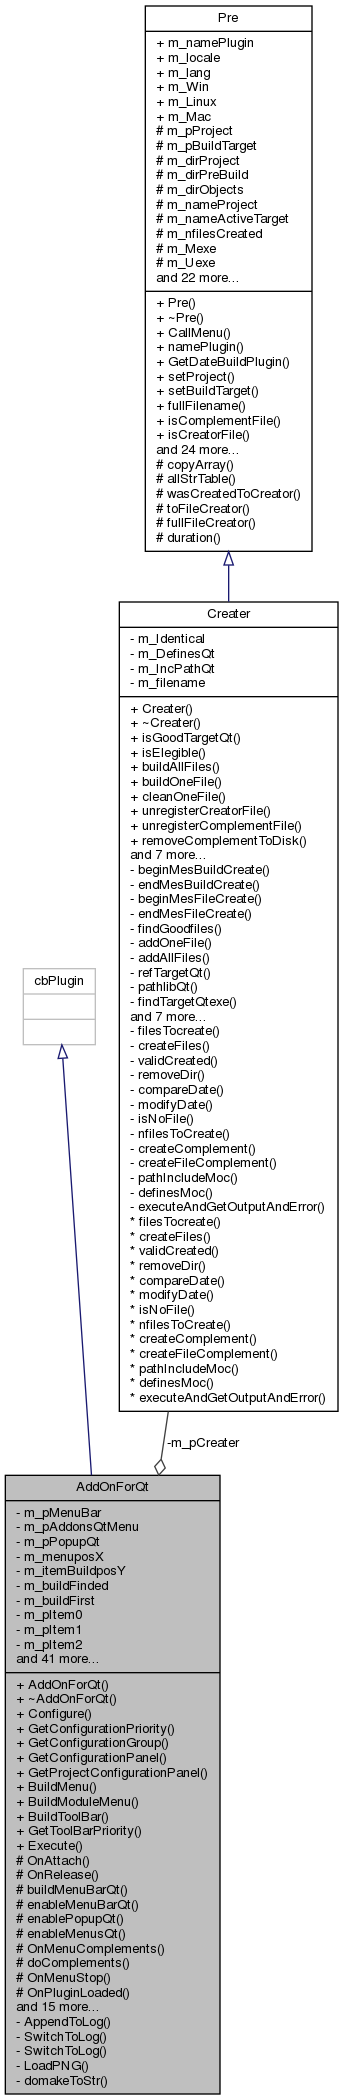 Pre
+ m_namePlugin
+ m_locale
+ m_lang
+ m_Win
+ m_Linux
+ m_Mac
# m_pProject
# m_pBuildTarget
# m_dirProject
# m_dirPreBuild
# m_dirObjects
# m_nameProject
# m_nameActiveTarget
# m_nfilesCreated
# m_Mexe
# m_Uexe
and 22 more...
+ Pre()
+ ~Pre()
+ CallMenu()
+ namePlugin()
+ GetDateBuildPlugin()
+ setProject()
+ setBuildTarget()
+ fullFilename()
+ isComplementFile()
+ isCreatorFile()
and 24 more...
# copyArray()
# allStrTable()
# wasCreatedToCreator()
# toFileCreator()
# fullFileCreator()
# duration()
Creater
- m_Identical
- m_DefinesQt
- m_IncPathQt
- m_filename
+ Creater()
+ ~Creater()
+ isGoodTargetQt()
+ isElegible()
+ buildAllFiles()
+ buildOneFile()
+ cleanOneFile()
+ unregisterCreatorFile()
+ unregisterComplementFile()
+ removeComplementToDisk()
and 7 more...
- beginMesBuildCreate()
- endMesBuildCreate()
- beginMesFileCreate()
- endMesFileCreate()
- findGoodfiles()
- addOneFile()
- addAllFiles()
- refTargetQt()
- pathlibQt()
- findTargetQtexe()
and 7 more...
- filesTocreate()
- createFiles()
- validCreated()
- removeDir()
- compareDate()
- modifyDate()
- isNoFile()
- nfilesToCreate()
- createComplement()
- createFileComplement()
- pathIncludeMoc()
- definesMoc()
- executeAndGetOutputAndError()
* filesTocreate()
* createFiles()
* validCreated()
* removeDir()
* compareDate()
* modifyDate()
* isNoFile()
* nfilesToCreate()
* createComplement()
* createFileComplement()
* pathIncludeMoc()
* definesMoc()
* executeAndGetOutputAndError()
cbPlugin
-m_pCreater
AddOnForQt
- m_pMenuBar
- m_pAddonsQtMenu
- m_pPopupQt
- m_menuposX
- m_itemBuildposY
- m_buildFinded
- m_buildFirst
- m_pItem0
- m_pItem1
- m_pItem2
and 41 more...
+ AddOnForQt()
+ ~AddOnForQt()
+ Configure()
+ GetConfigurationPriority()
+ GetConfigurationGroup()
+ GetConfigurationPanel()
+ GetProjectConfigurationPanel()
+ BuildMenu()
+ BuildModuleMenu()
+ BuildToolBar()
+ GetToolBarPriority()
+ Execute()
# OnAttach()
# OnRelease()
# buildMenuBarQt()
# enableMenuBarQt()
# enablePopupQt()
# enableMenusQt()
# OnMenuComplements()
# doComplements()
# OnMenuStop()
# OnPluginLoaded()
and 15 more...
- AppendToLog()
- SwitchToLog()
- SwitchToLog()
- LoadPNG()
- domakeToStr()